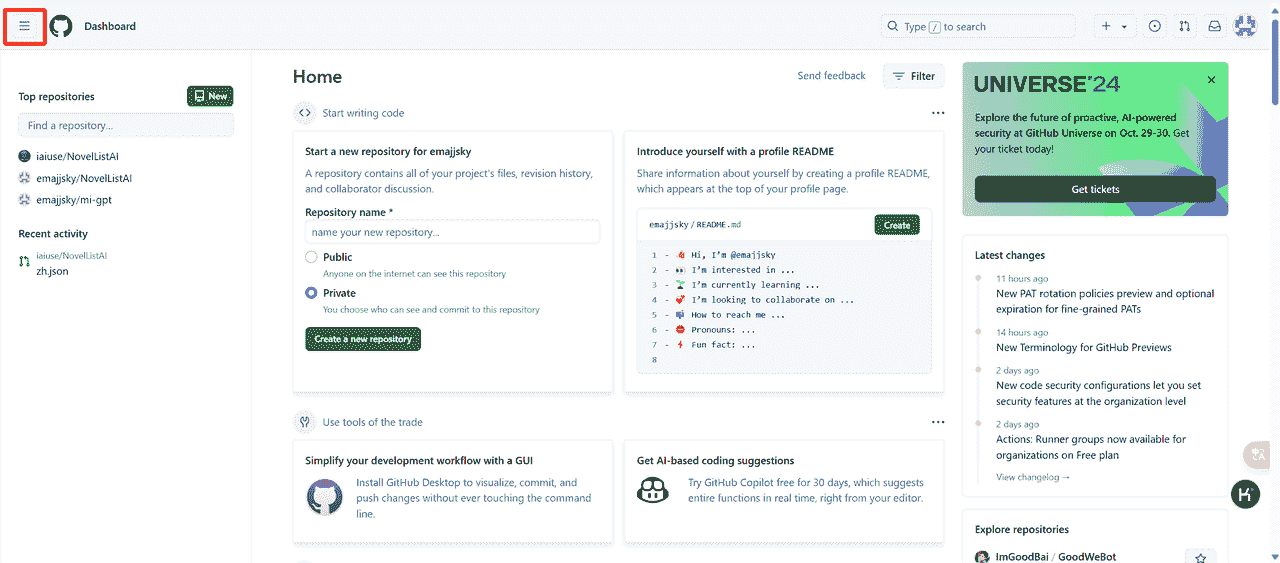 Dashboard
Type / to search
Top repositories
New
Find a repository...
iaiuse/NovelListAI
emajjsky/NovelListAI
emajjsky/mi-gpt
Recent activity
iaiuse/NovelListAI
zh.json
Home
Send feedback
Filter
Start writing code
Start a new repository for emajjsky
A repository contains all of your project's files, revision history,
and collaborator discussion.
Repository name *
name your new repository...
Public
Anyone on the internet can see this repository
Private
You choose who can see and commit to this repository
Create a new repository
Introduce yourself with a profile README
Share information about yourself by creating a profile README,
which appears at the top of your profile page.
emajjsky / README.md
Create
1 - 👋 Hi, I'm @emajjsky
2 - 👀 I'm interested in ...
3 - 🌱 I'm currently learning ...
4 - 💞️ I'm looking to collaborate on ...
5 - 📫 How to reach me ...
6 - 😄 Pronouns: ...
7 - ⚡ Fun fact: ...
8
Use tools of the trade
Simplify your development workflow with a GUI
Install GitHub Desktop to visualize, commit, and
push changes without ever touching the command
line.
Get AI-based coding suggestions
Try GitHub Copilot free for 30 days, which suggests
entire functions in real time, right from your editor.
UNIVERSE'24
Explore the future of proactive, AI-powered
security at GitHub Universe on Oct. 29-30. Get
your ticket today!
Get tickets
Latest changes
11 hours ago
New PAT rotation policies preview and optional
expiration for fine-grained PATs
14 hours ago
New Terminology for GitHub Previews
2 days ago
New code security configurations let you set
security features at the organization level
2 days ago
Actions: Runner groups now available for
organizations on Free plan
View changelog →
Explore repositories
ImGoodBai / GoodWeBot